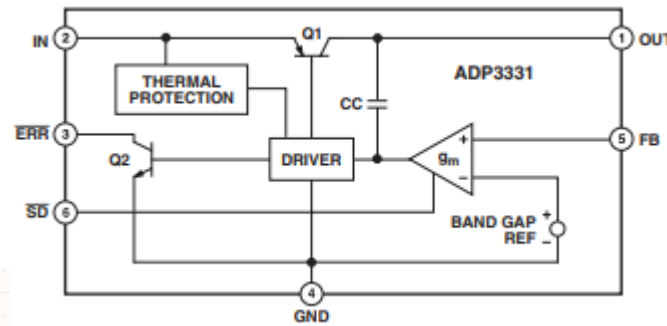 IN 2
Q1
1 OUT
THERMAL
PROTECTION
ADP3331
CC
ERR 3
5 FB
Q2
DRIVER
gm
+
−
SD 6
BAND GAP
REF
+
−
4
GND